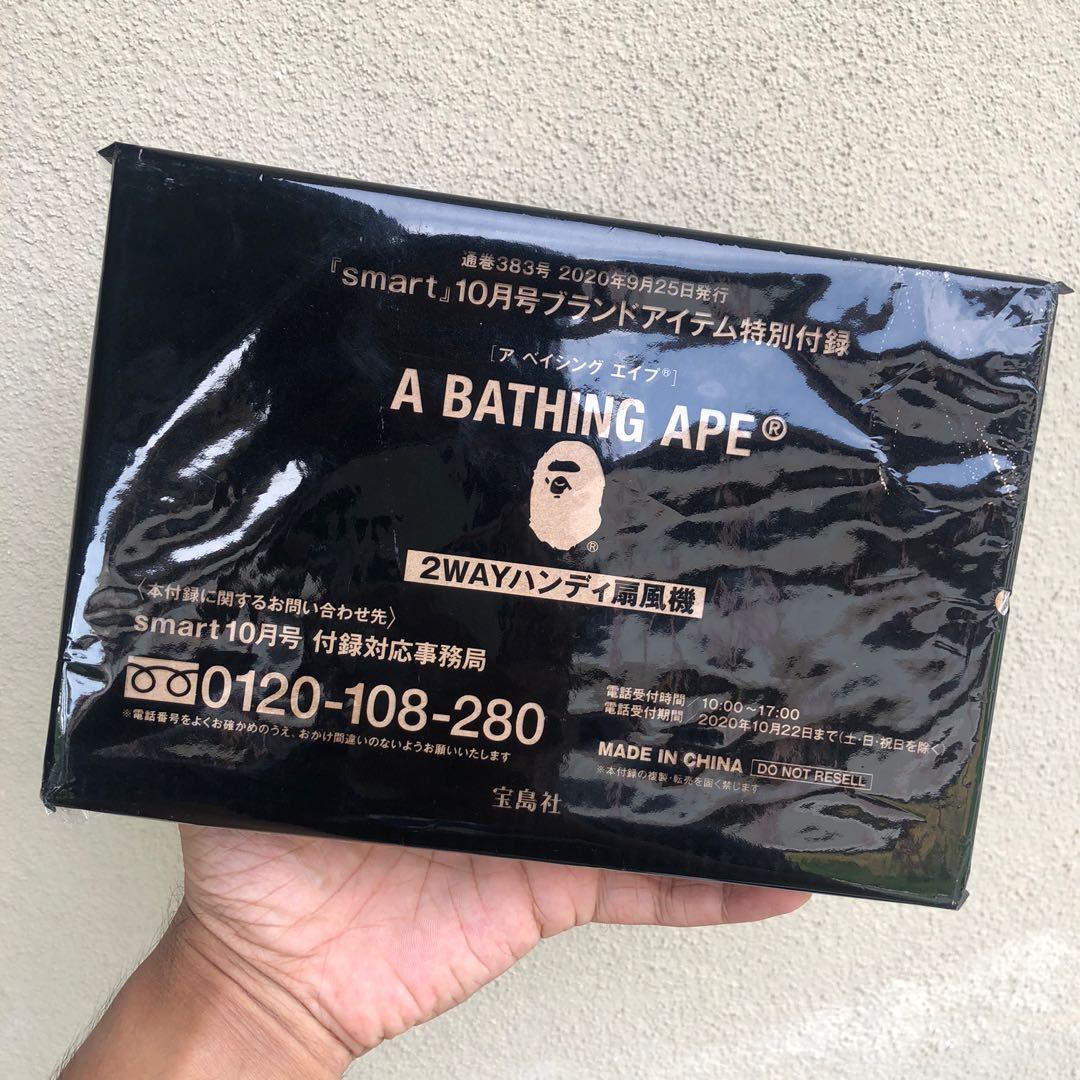 通巻383号 2020年9月25日発行
『smart』10月号ブランドアイテム特別付録
[ア ベイシング エイプ®]
A BATHING APE®
®
2WAYハンディ扇風機
〈本付録に関するお問い合わせ先〉
smart10月号 付録対応事務局
0120-108-280
※電話番号をよくお確かめのうえ、おかけ間違いのないようお願いいたします
電話受付時間/10:00〜17:00
電話受付期間/2020年10月22日まで(土・日・祝日を除く)
MADE IN CHINA DO NOT RESELL
※本付録の複製・転売を固く禁じます
宝島社